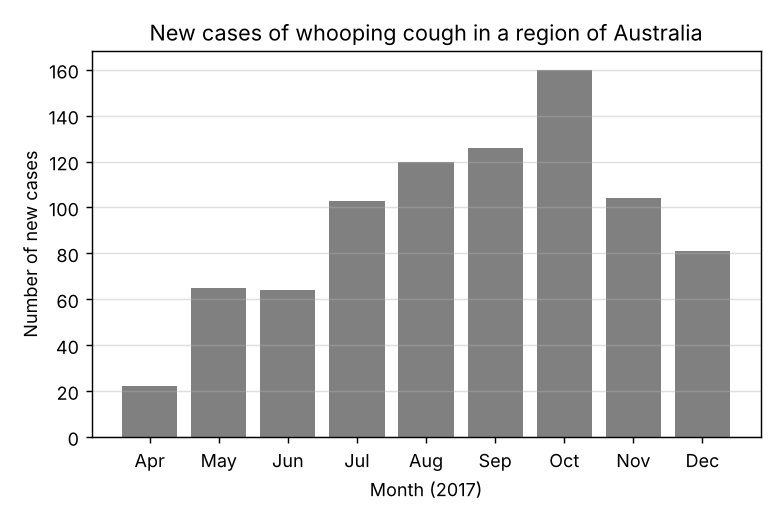 New cases of whooping cough in a region of Australia
Number of new cases
160
140
120
100
80
60
40
20
0
Apr May Jun Jul Aug Sep Oct Nov Dec
Month (2017)